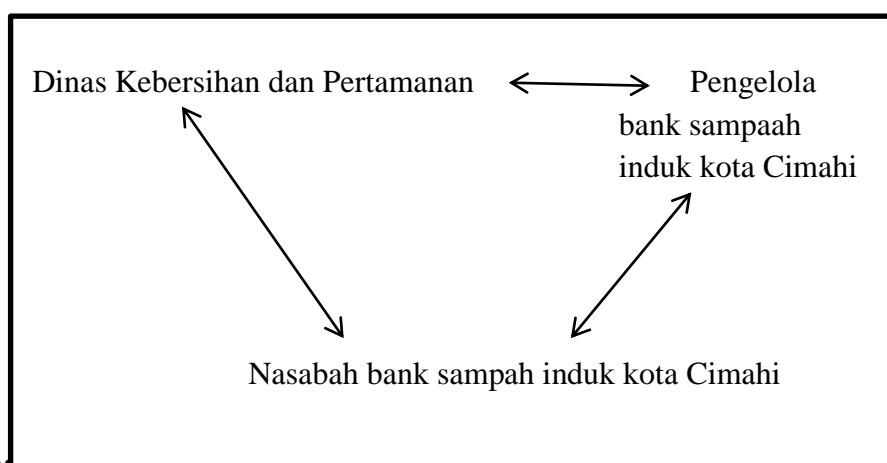 Dinas Kebersihan dan Pertamanan
Pengelola
bank sampaah
induk kota Cimahi
Nasabah bank sampah induk kota Cimahi